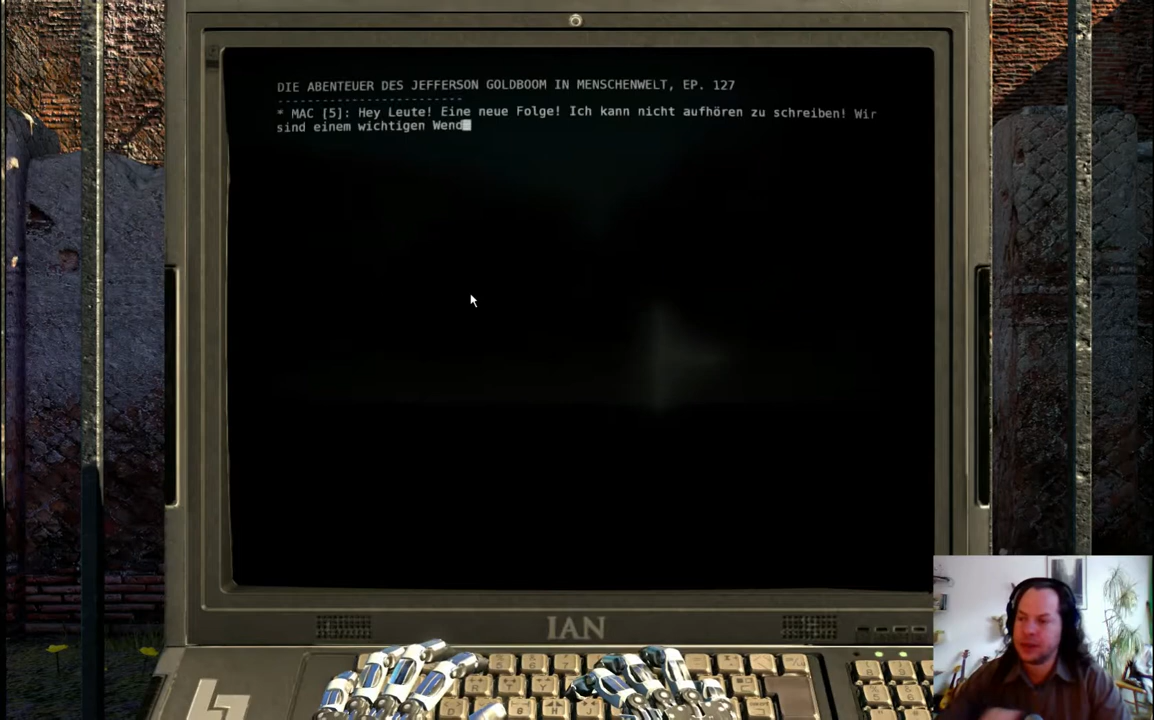 DIE ABENTEUER DES JEFFERSON GOLDBOOM IN MENSCHENWELT, EP. 127
-------------------------
* MAC [5]: Hey Leute! Eine neue Folge! Ich kann nicht aufhören zu schreiben! Wir
sind einem wichtigen Wend
IAN